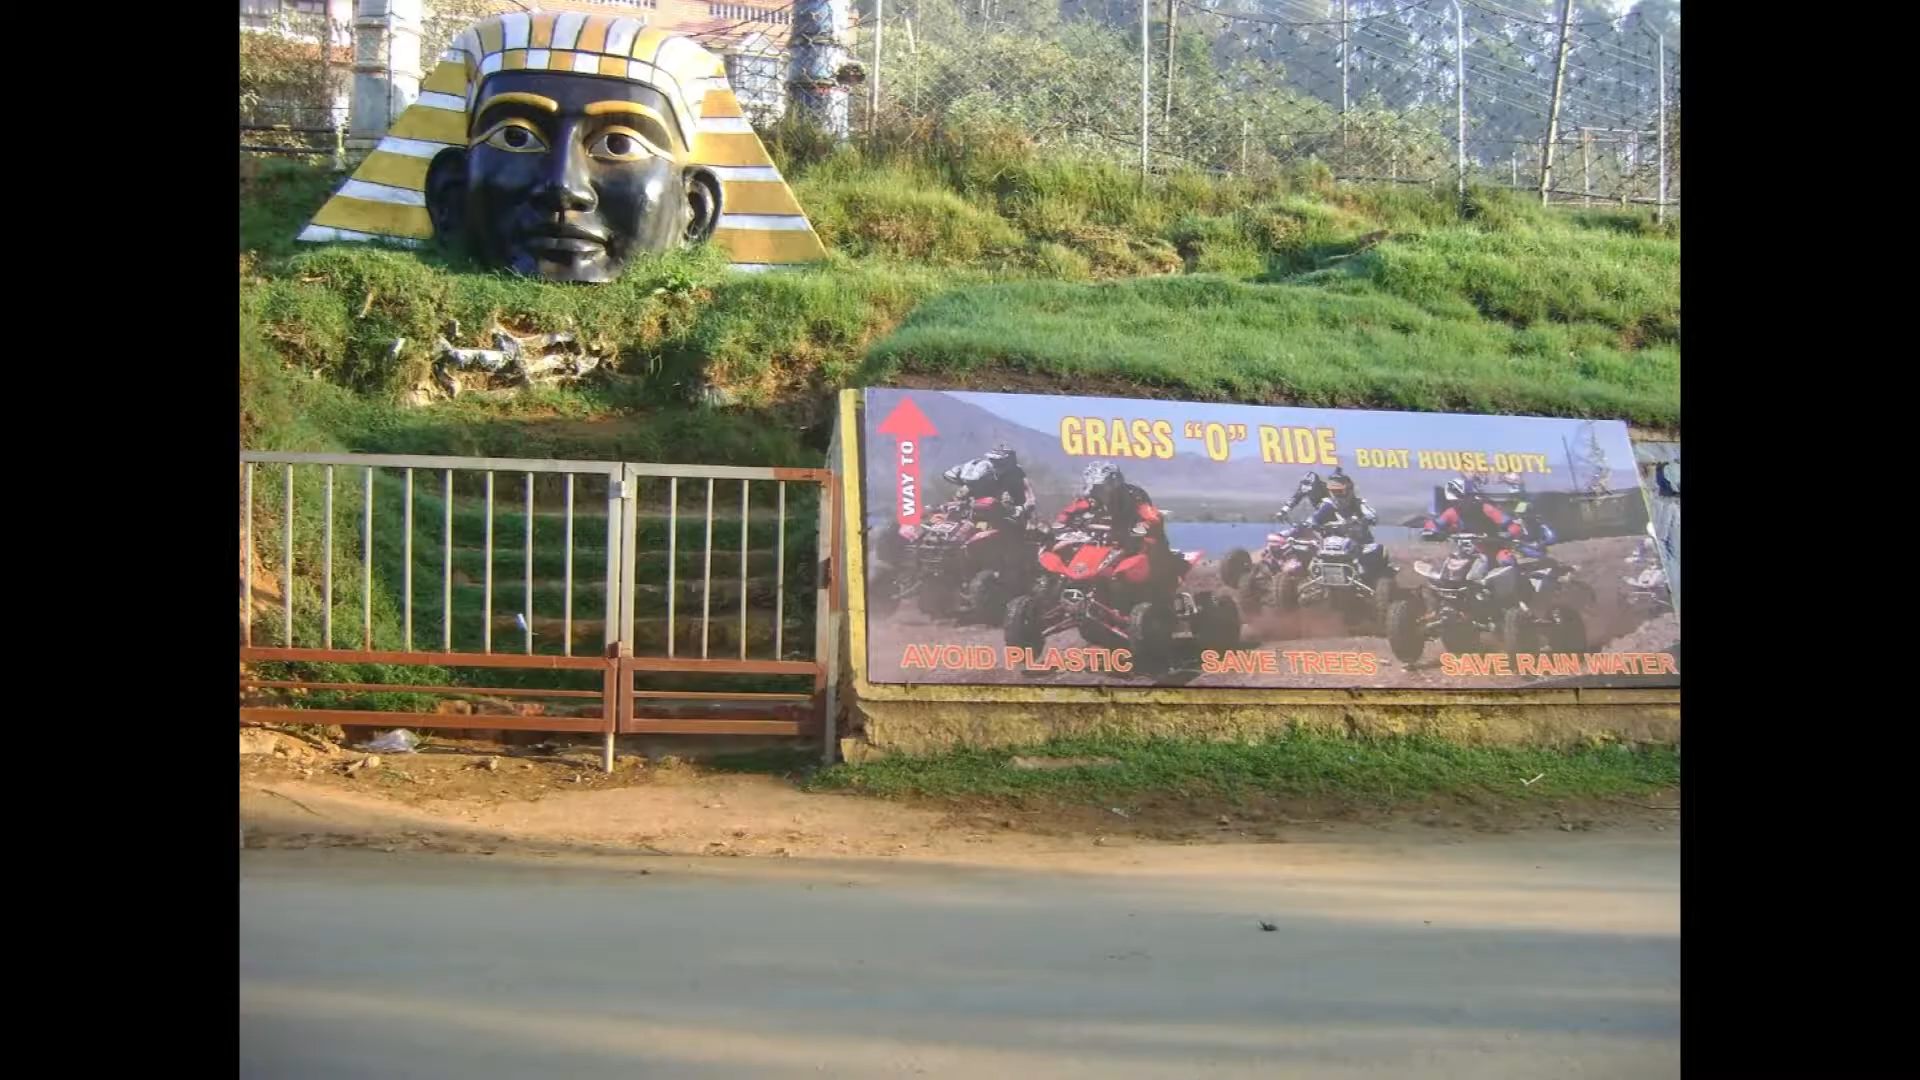 WAY TO
GRASS "O" RIDE BOAT HOUSE,OOTY.
AVOID PLASTIC SAVE TREES SAVE RAIN WATER